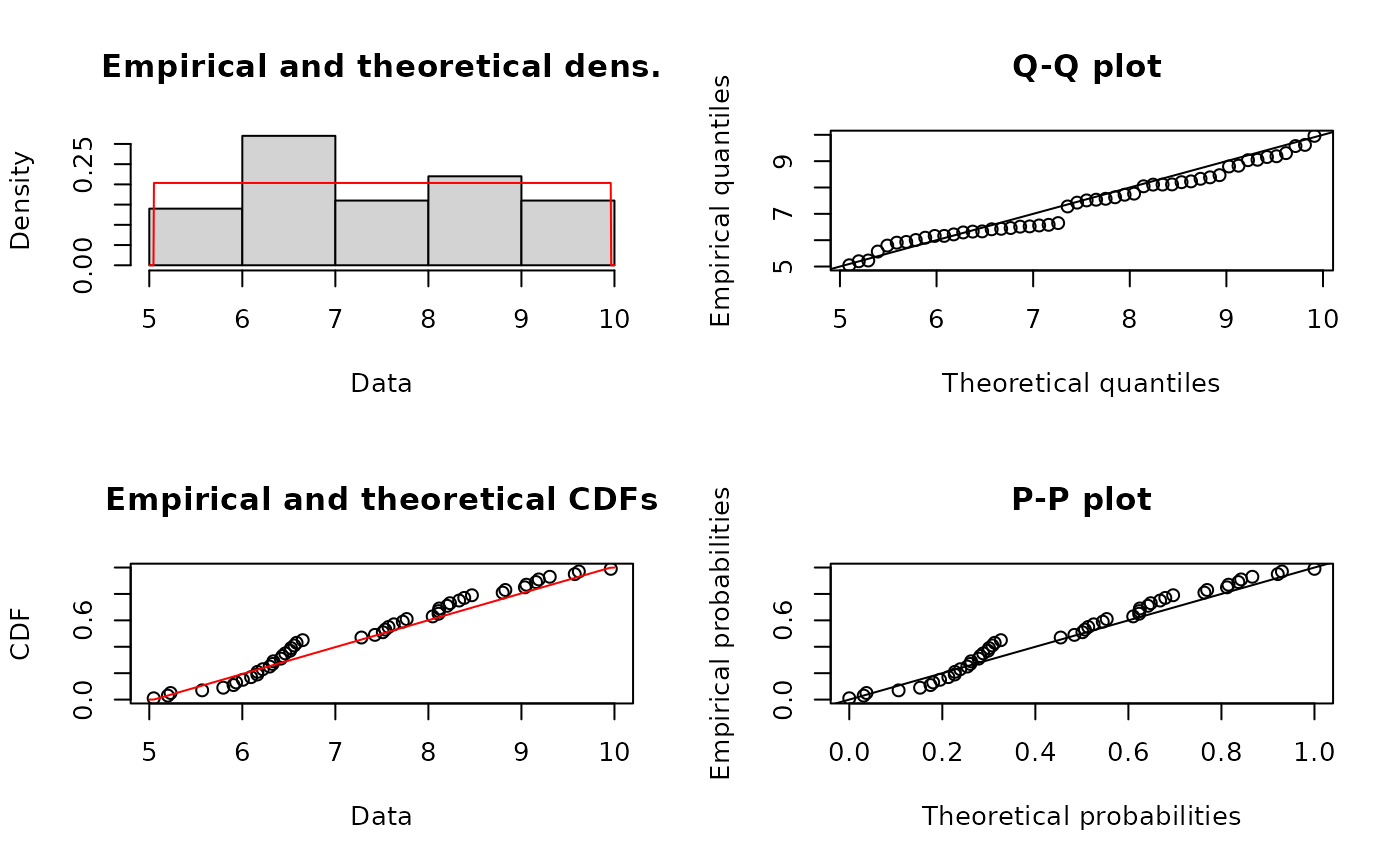 Empirical and theoretical dens.
Density
0.00 0.25
5 6 7 8 9 10
Data
Q-Q plot
Empirical quantiles
5 7 9
5 6 7 8 9 10
Theoretical quantiles
Empirical and theoretical CDFs
CDF
0.0 0.6
5 6 7 8 9 10
Data
P-P plot
Empirical probabilities
0.0 0.6
0.0 0.2 0.4 0.6 0.8 1.0
Theoretical probabilities